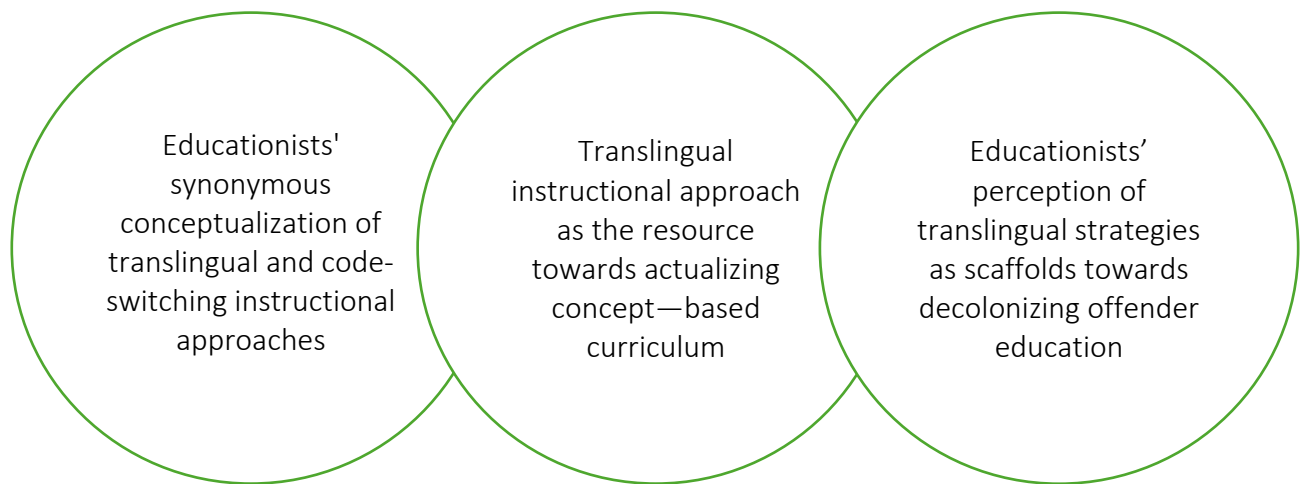 Educationists'
synonymous
conceptualization of
translingual and code-
switching instructional
approaches
Translingual
instructional approach
as the resource
towards actualizing
concept—based
curriculum
Educationists’
perception of
translingual strategies
as scaffolds towards
decolonizing offender
education